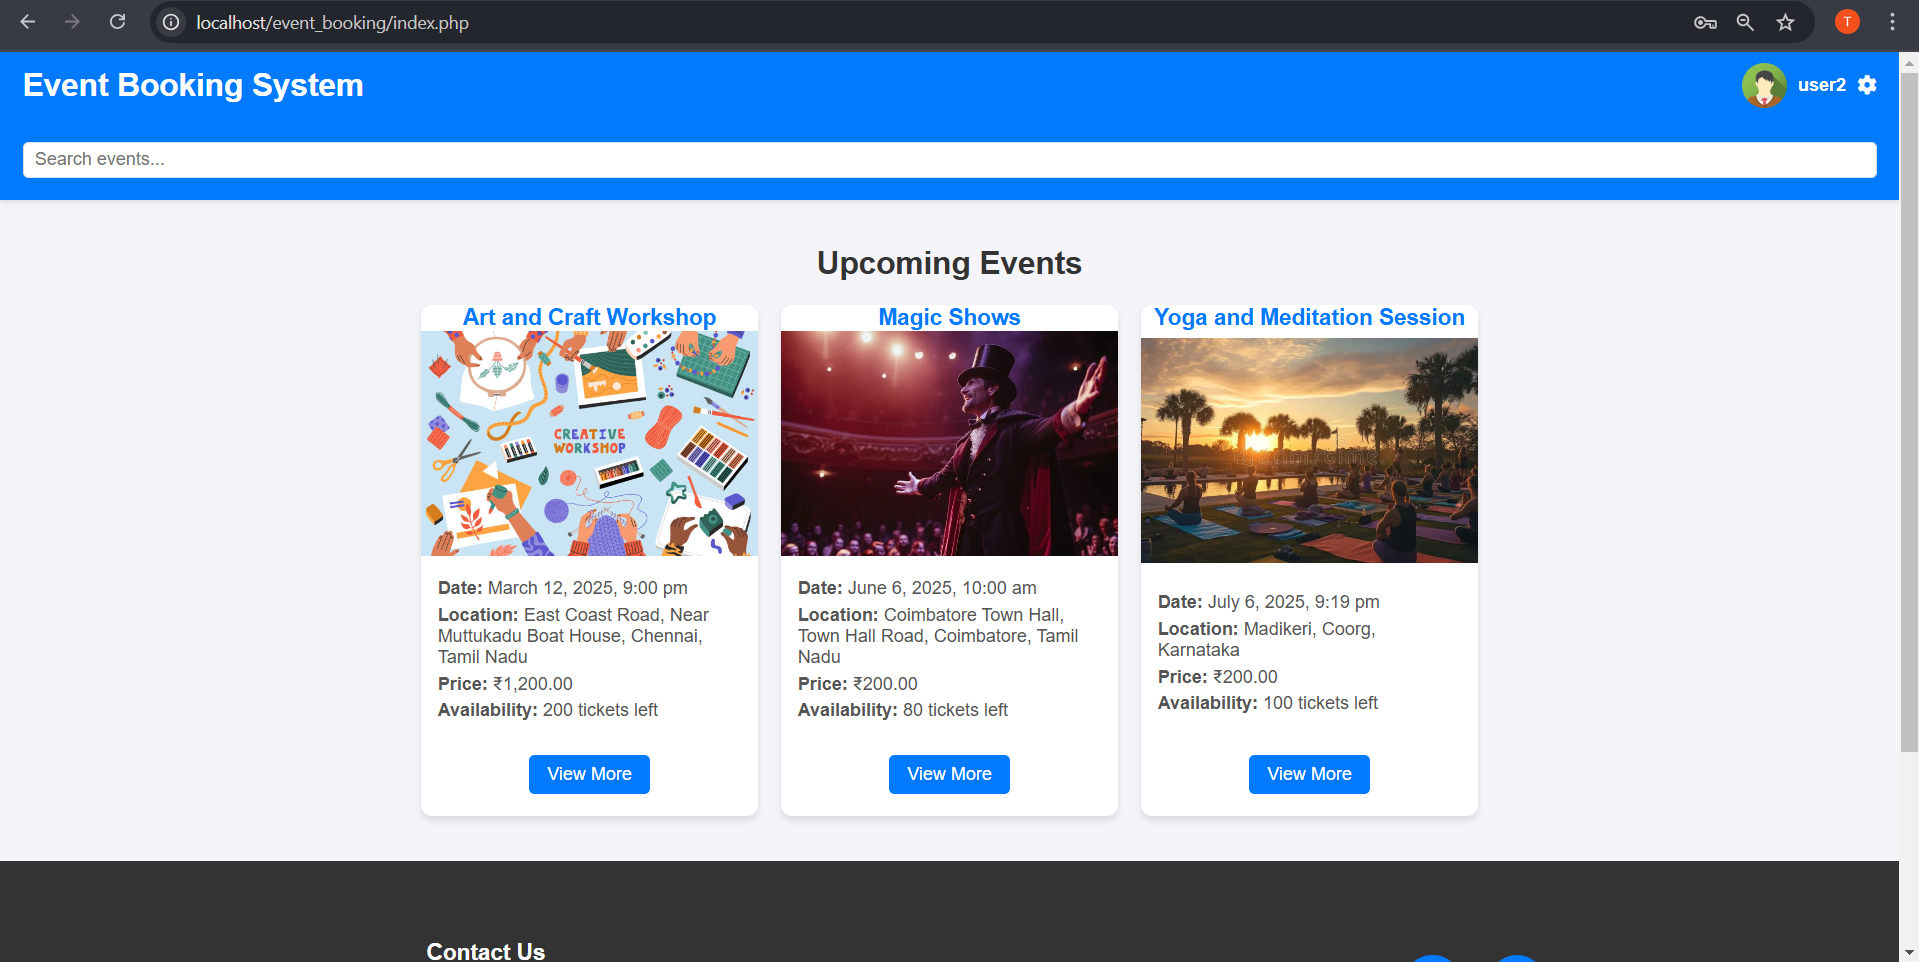 localhost/event_booking/index.php
T
Event Booking System
user2
Search events...
Upcoming Events
Art and Craft Workshop
CREATIVE
WORKSHOP
Date: March 12, 2025, 9:00 pm
Location: East Coast Road, Near
Muttukadu Boat House, Chennai,
Tamil Nadu
Price: ₹1,200.00
Availability: 200 tickets left
View More
Magic Shows
Date: June 6, 2025, 10:00 am
Location: Coimbatore Town Hall,
Town Hall Road, Coimbatore, Tamil
Nadu
Price: ₹200.00
Availability: 80 tickets left
View More
Yoga and Meditation Session
dreamstime
Date: July 6, 2025, 9:19 pm
Location: Madikeri, Coorg,
Karnataka
Price: ₹200.00
Availability: 100 tickets left
View More
Contact Us